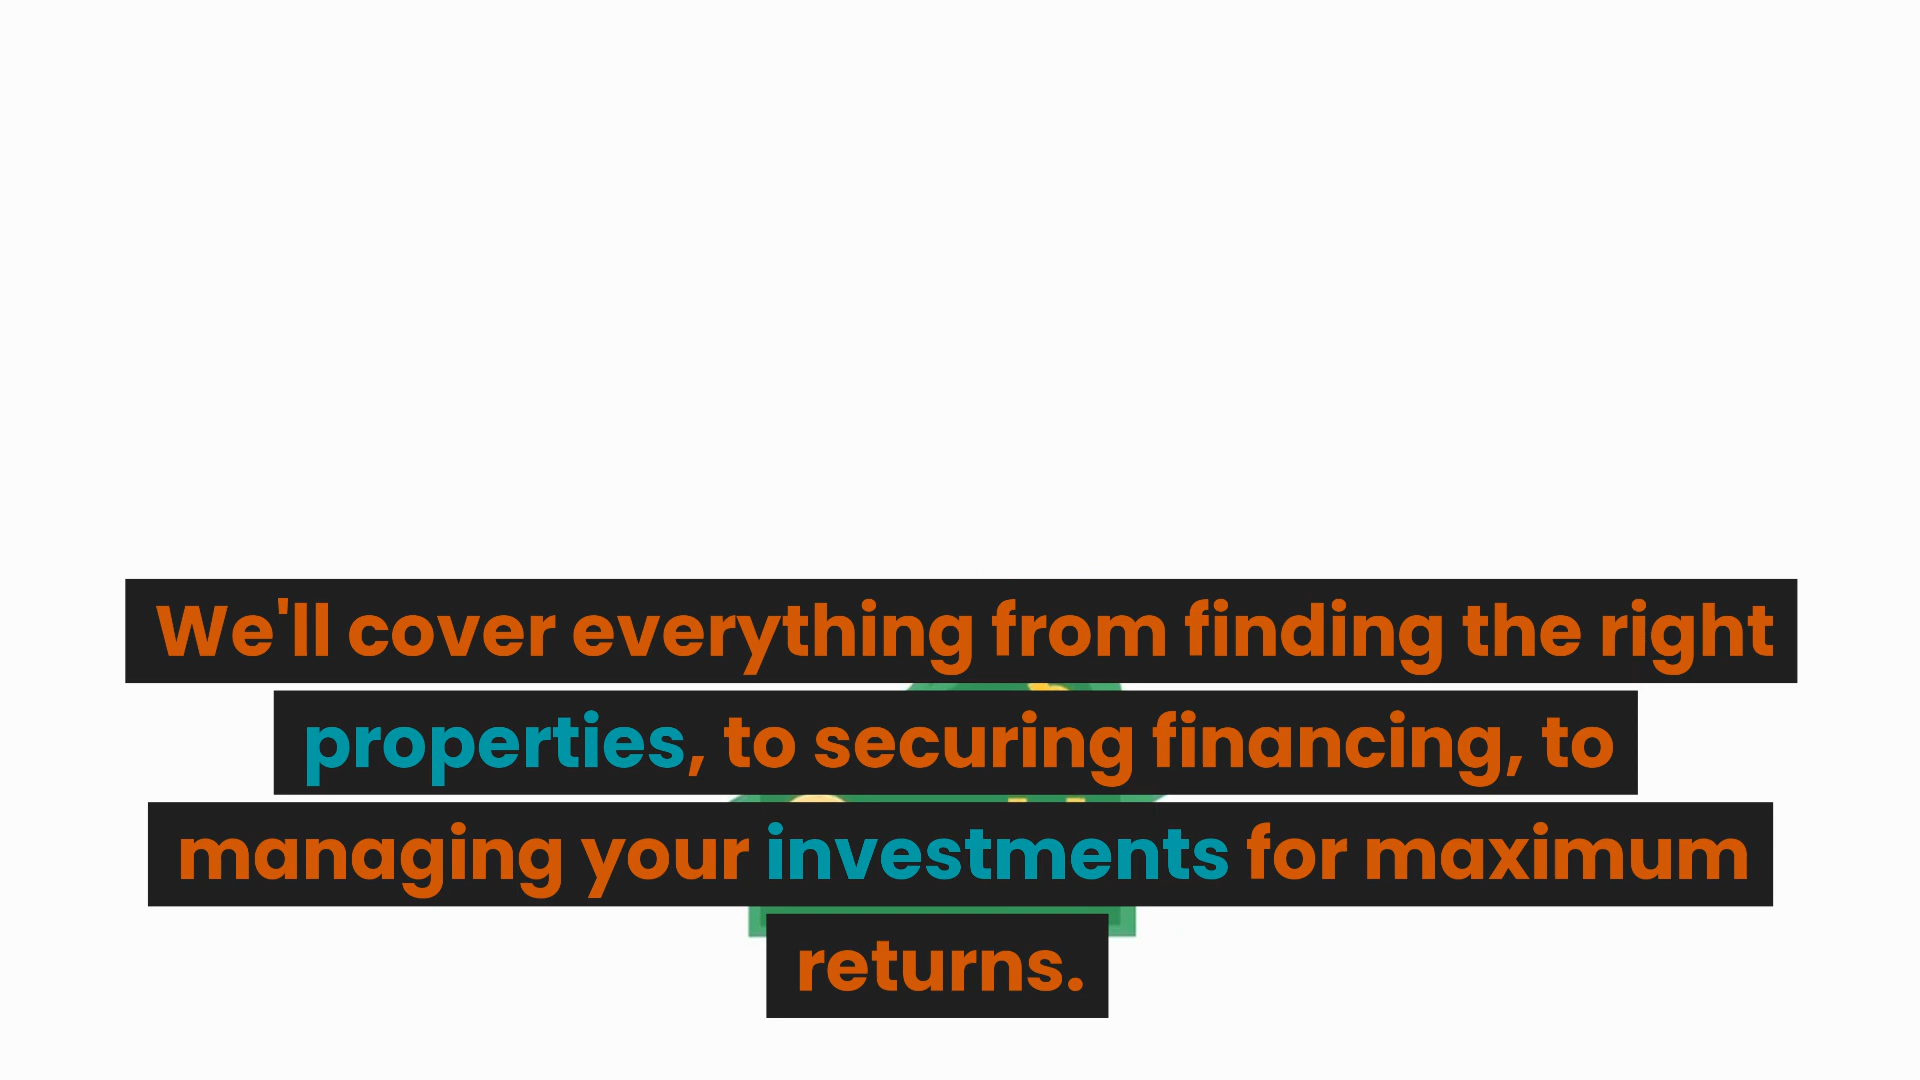 We'll cover everything from finding the right
properties, to securing financing, to
managing your investments for maximum
returns.